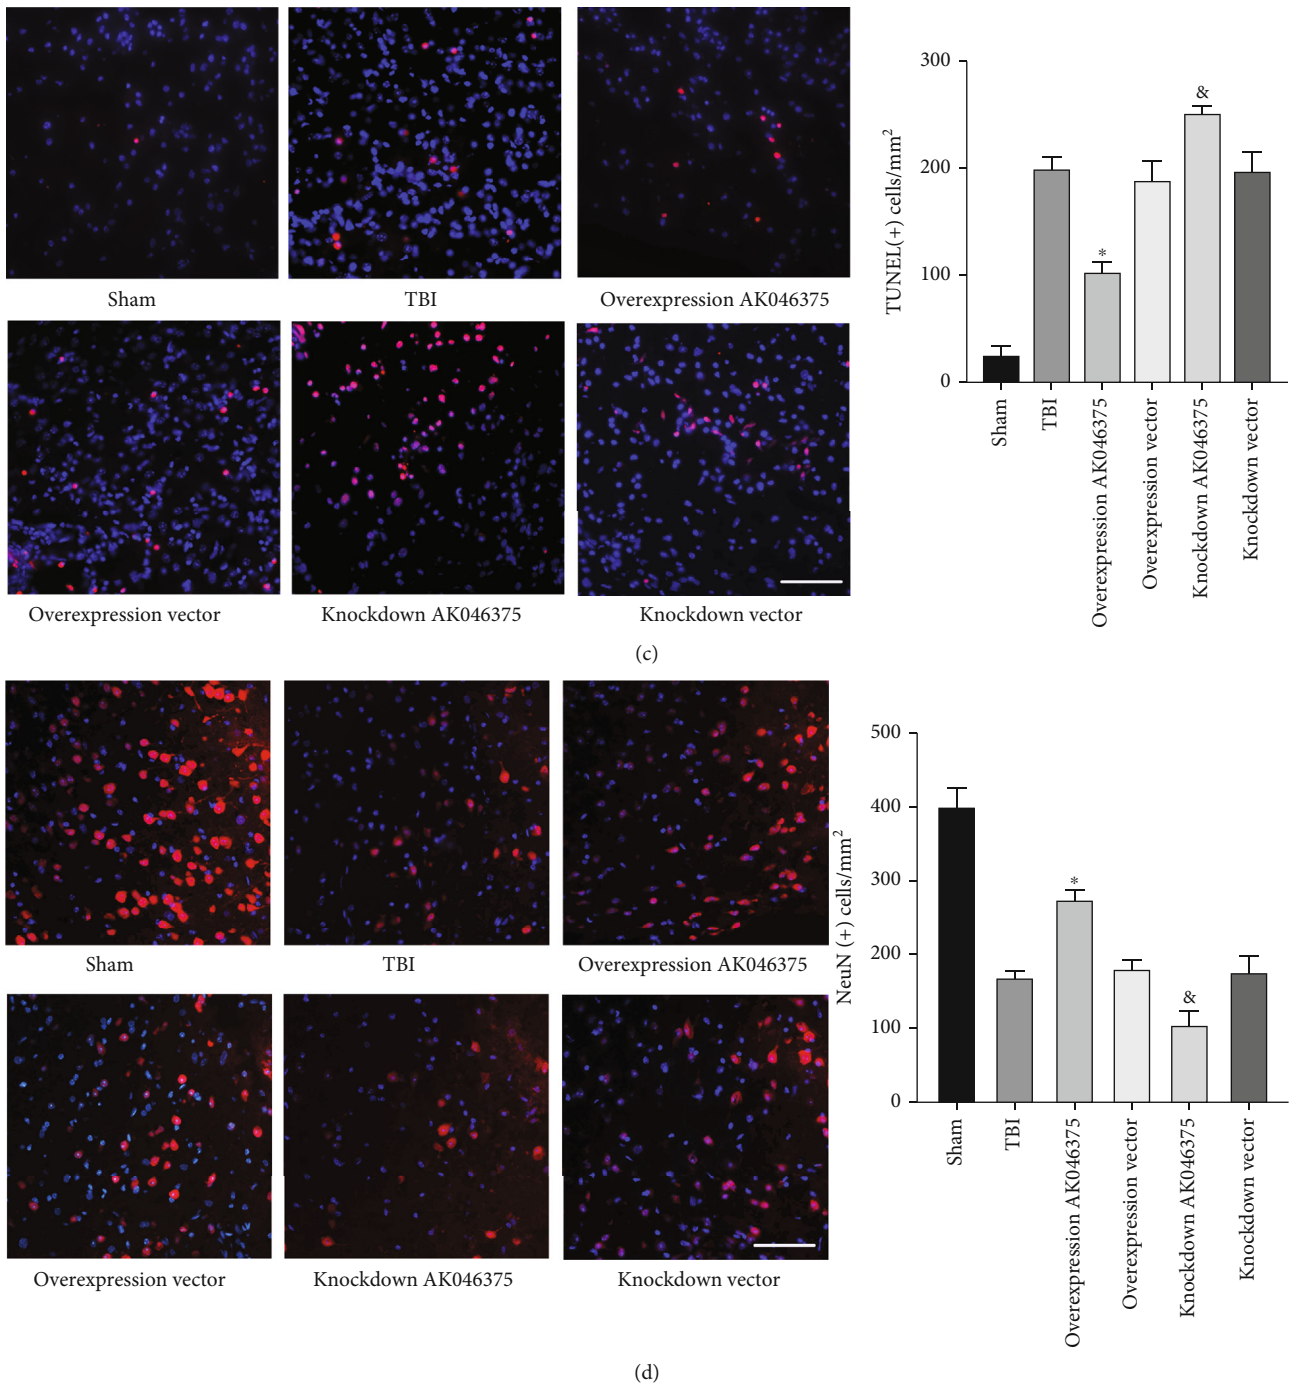 Sham
TBI
Overexpression AK046375
Overexpression vector
Knockdown AK046375
Knockdown vector
300
200
100
0
TUNEL(+) cells/mm²
*
&
Sham
TBI
Overexpression AK046375
Overexpression vector
Knockdown AK046375
Knockdown vector
(c)
Sham
TBI
Overexpression AK046375
Overexpression vector
Knockdown AK046375
Knockdown vector
500
400
300
200
100
0
NeuN (+) cells/mm²
*
&
Sham
TBI
Overexpression AK046375
Overexpression vector
Knockdown AK046375
Knockdown vector
(d)